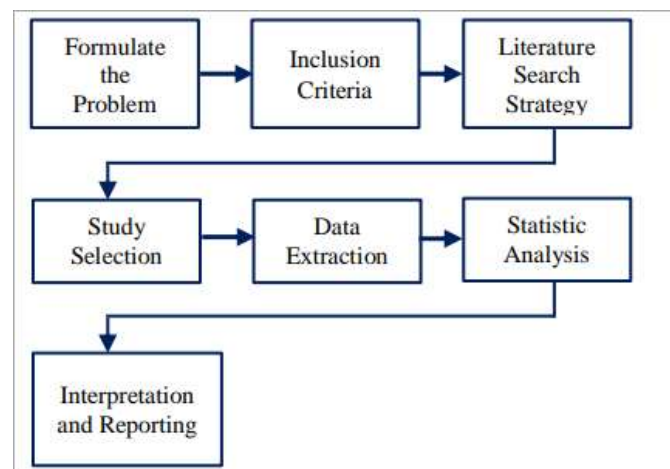 Formulate
the
Problem
Inclusion
Criteria
Literature
Search
Strategy
Study
Selection
Data
Extraction
Statistic
Analysis
Interpretation
and Reporting